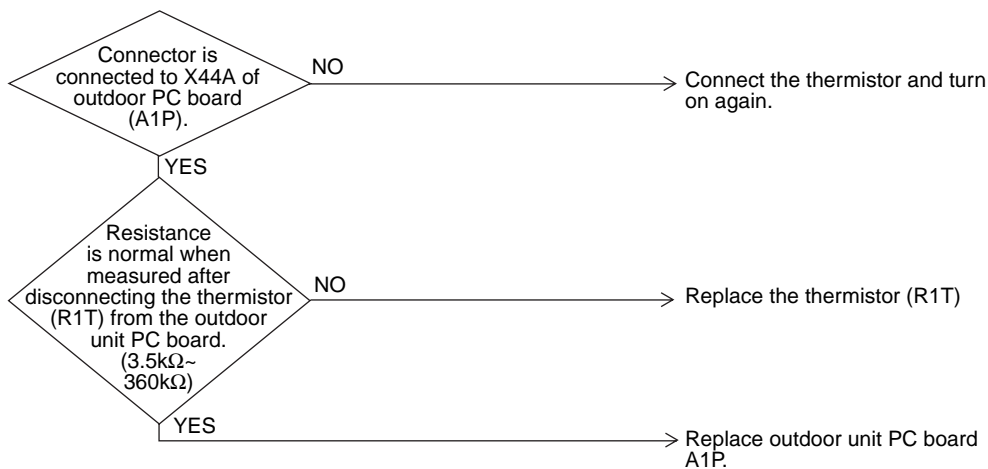 Connector is
connected to X44A of
outdoor PC board
(A1P).
NO
Connect the thermistor and turn
on again.
YES
Resistance
is normal when
measured after
disconnecting the thermistor
(R1T) from the outdoor
unit PC board.
(3.5kΩ~
360kΩ)
NO
Replace the thermistor (R1T)
YES
Replace outdoor unit PC board
A1P.